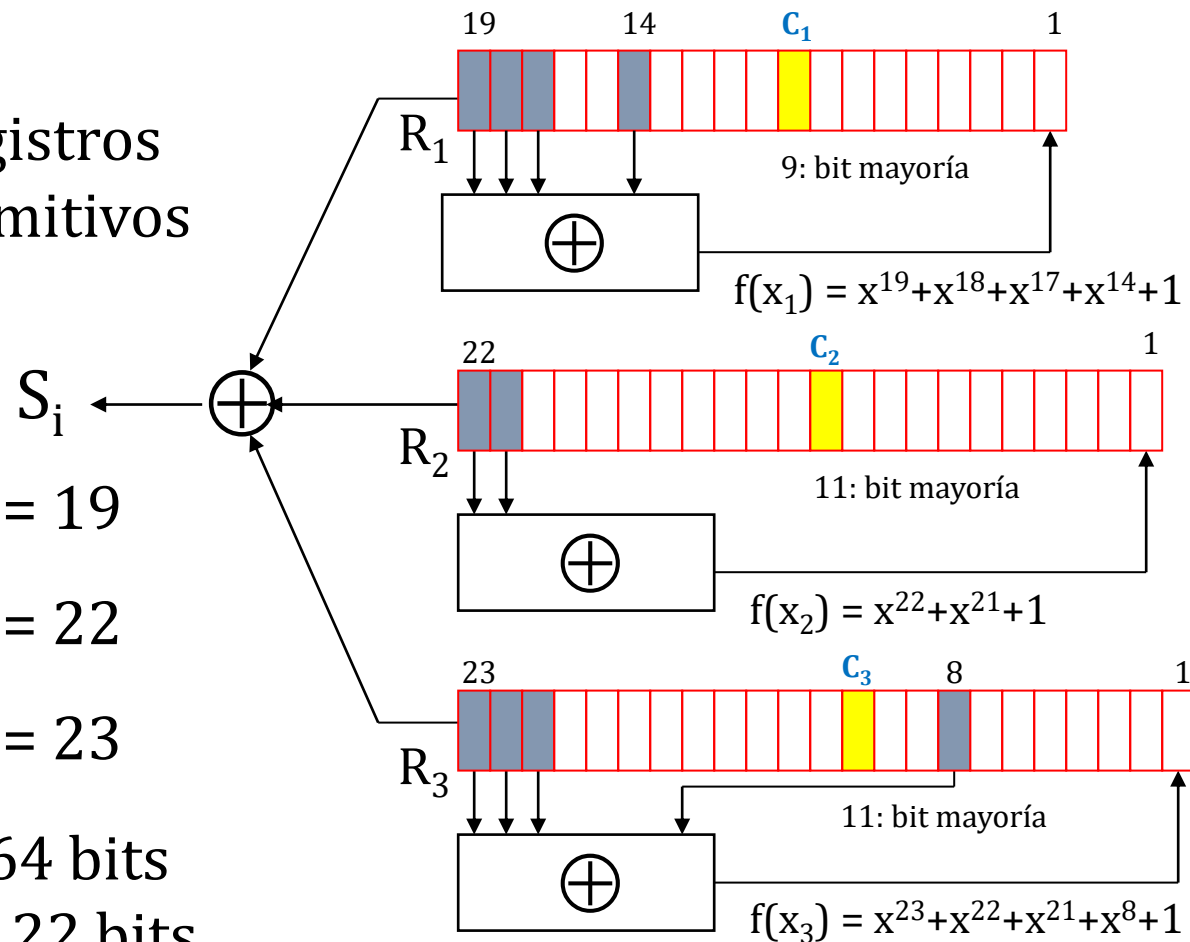 19 14 C₁ 1
gistros
R₁
9: bit mayoría
mitivos
f(x₁) = x¹⁹+x¹⁸+x¹⁷+x¹⁴+1
22 C₂ 1
Sᵢ
R₂
11: bit mayoría
= 19
= 22
f(x₂) = x²²+x²¹+1
23 C₃ 8 1
= 23
R₃
11: bit mayoría
64 bits
22 bits
f(x₃) = x²³+x²²+x²¹+x⁸+1